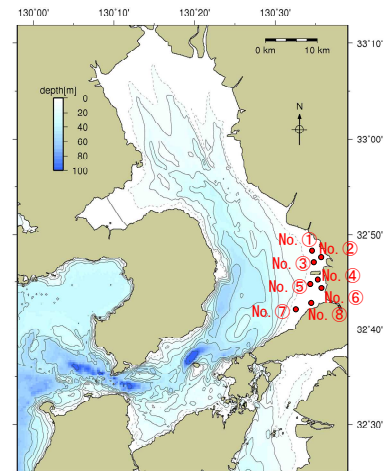 130˚00' 130˚10' 130˚20' 130˚30'
33˚10'
0 km 10 km
depth[m]
0
20
40
60
80
100
N
33˚00'
32˚50'
No. ①
No. ②
No. ③
No. ④
No. ⑤
No. ⑥
No. ⑦
No. ⑧
32˚40'
32˚30'